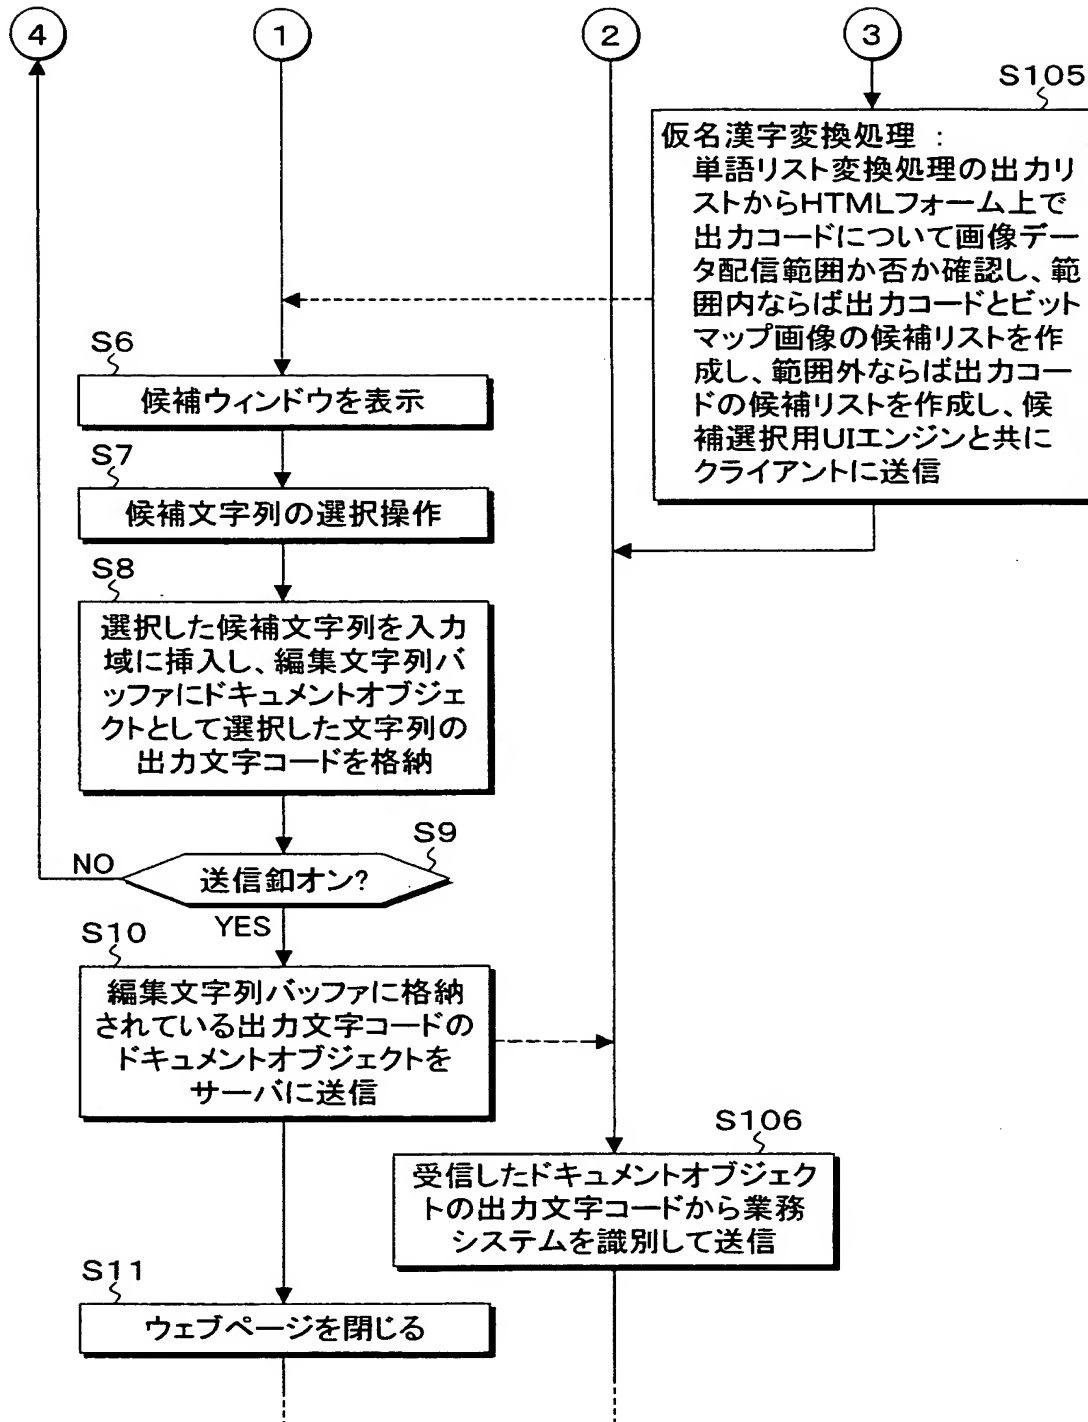 4
1
2
3
S105
仮名漢字変換処理 :
単語リスト変換処理の出力リ
ストからHTMLフォーム上で
出力コードについて画像デー
タ配信範囲か否か確認し、範
囲内ならば出力コードとビット
マップ画像の候補リストを作
成し、範囲外ならば出力コー
ドの候補リストを作成し、候
補選択用UIエンジンと共に
クライアントに送信
S6
候補ウィンドウを表示
S7
候補文字列の選択操作
S8
選択した候補文字列を入力
域に挿入し、編集文字列バ
ッファにドキュメントオブジェ
クトとして選択した文字列の
出力文字コードを格納
S9
NO
送信釦オン?
YES
S10
編集文字列バッファに格納
されている出力文字コードの
ドキュメントオブジェクトを
サーバに送信
S106
受信したドキュメントオブジェク
トの出力文字コードから業務
システムを識別して送信
S11
ウェブページを閉じる